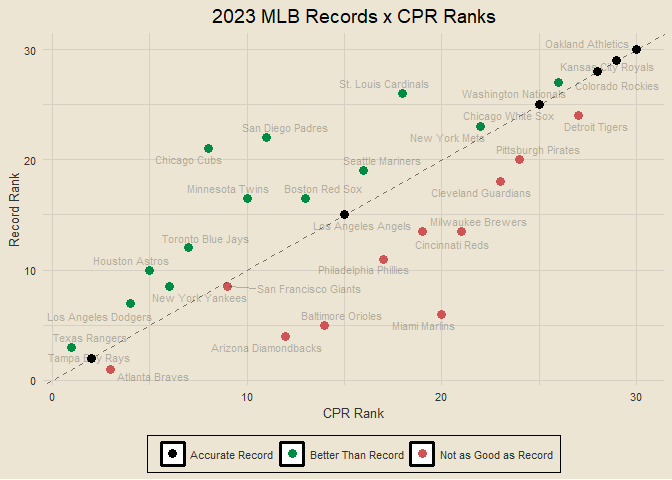 2023 MLB Records x CPR Ranks
Oakland Athletics
Kansas City Royals
Colorado Rockies
St. Louis Cardinals
Washington Nationals
Chicago White Sox
Detroit Tigers
San Diego Padres
New York Mets
Pittsburgh Pirates
Chicago Cubs
Seattle Mariners
Minnesota Twins
Boston Red Sox
Cleveland Guardians
Los Angeles Angels
Milwaukee Brewers
Toronto Blue Jays
Cincinnati Reds
Houston Astros
Philadelphia Phillies
New York Yankees
San Francisco Giants
Los Angeles Dodgers
Baltimore Orioles
Miami Marlins
Texas Rangers
Arizona Diamondbacks
Tampa Bay Rays
Atlanta Braves
30
20
10
0
Record Rank
0 10 20 30
CPR Rank
Accurate Record Better Than Record Not as Good as Record